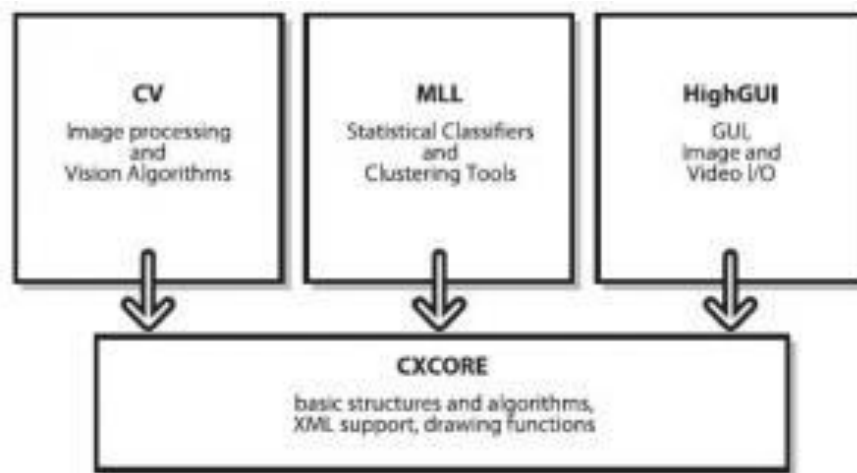 CV
Image processing
and
Vision Algorithms
MLL
Statistical Classifiers
and
Clustering Tools
HighGUI
GUI,
Image and
Video I/O
CXCORE
basic structures and algorithms,
XML support, drawing functions